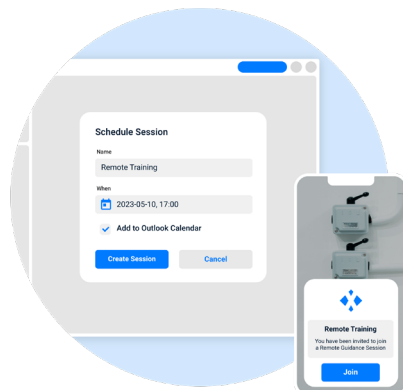 Schedule Session
Name
Remote Training
When
2023-05-10, 17:00
Add to Outlook Calendar
Create Session
Cancel
Remote Training
You have been invited to join
a Remote Guidance Session
Join